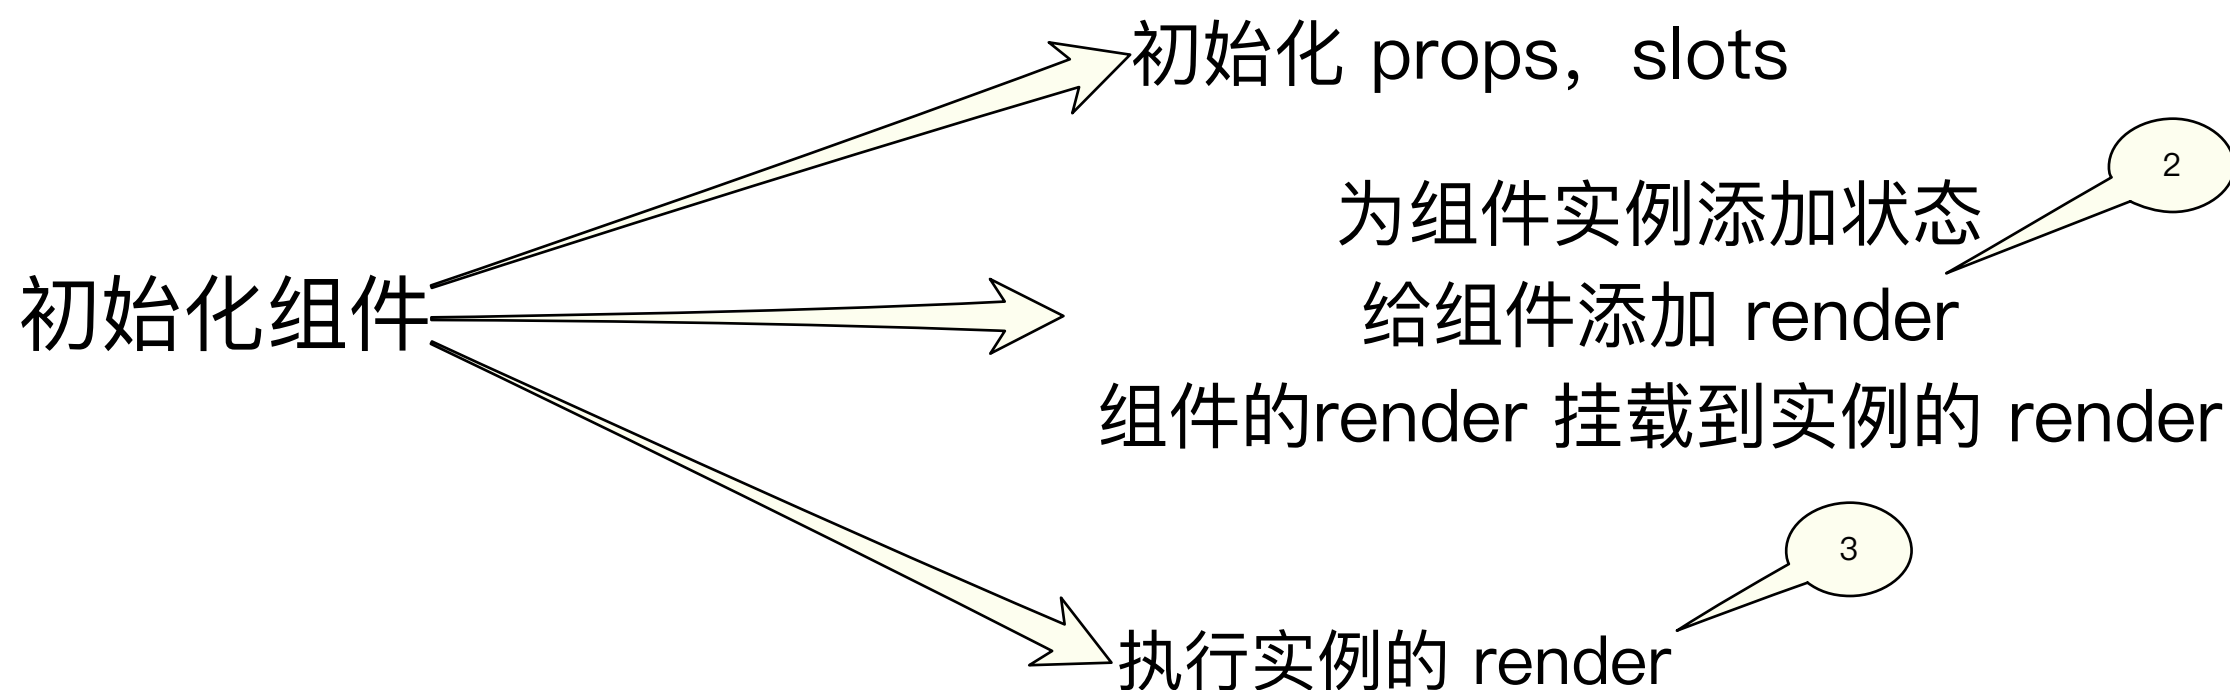 初始化 props，slots
2
为组件实例添加状态
初始化组件
给组件添加 render
组件的render 挂载到实例的 render
3
执行实例的 render